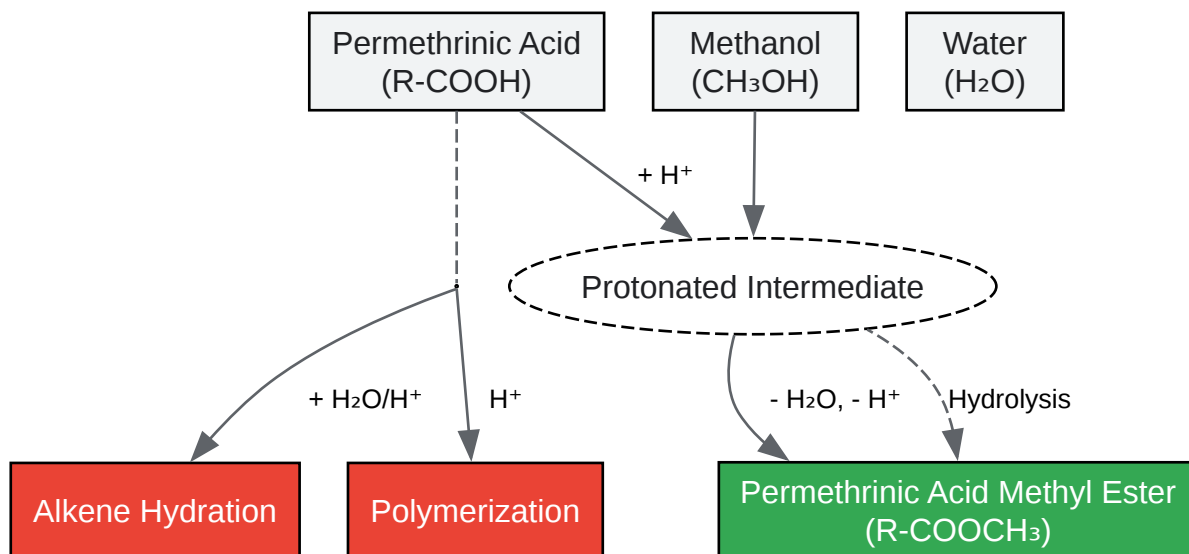 Permethrinic Acid
(R-COOH)
Methanol
(CH₃OH)
Water
(H₂O)
+ H⁺
Protonated Intermediate
+ H₂O/H⁺
H⁺
- H₂O, - H⁺
Hydrolysis
Alkene Hydration
Polymerization
Permethrinic Acid Methyl Ester
(R-COOCH₃)